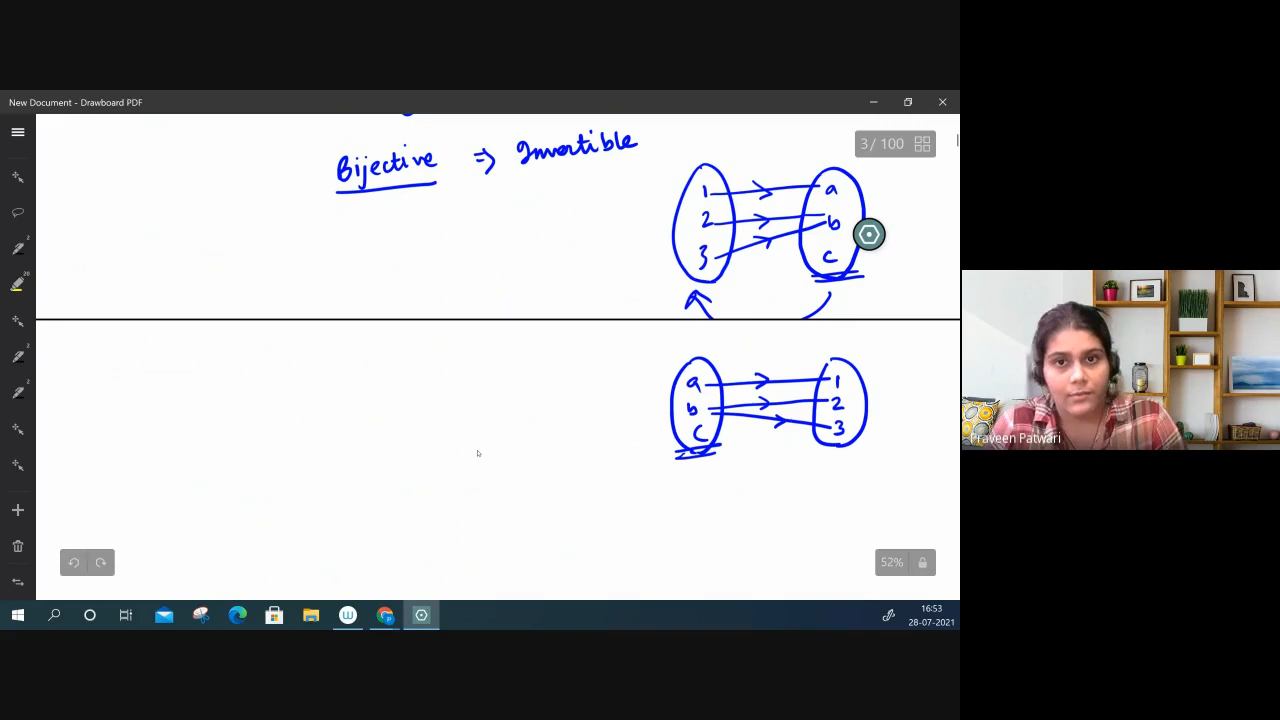 New Document - Drawboard PDF
3 / 100
Bijective => Invertible
1 a
2 b
3 c
a 1
b 2
c 3
Praveen Patwari
52%
16:53
28-07-2021